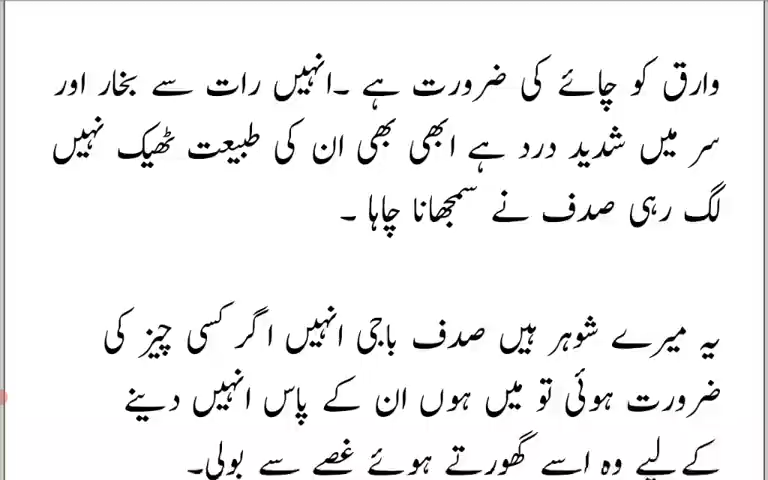 وارق کو چائے کی ضرورت ہے ۔انہیں رات سے بخار اور
سر میں شدید درد ہے ابھی بھی ان کی طبیعت ٹھیک نہیں
لگ رہی صدف نے سمجھانا چاہا ۔
یہ میرے شوہر ہیں صدف باجی انہیں اگر کسی چیز کی
ضرورت ہوئی تو میں ہوں ان کے پاس انہیں دینے
کےلیے وہ اسے گھورتے ہوئے غصے سے بولی۔